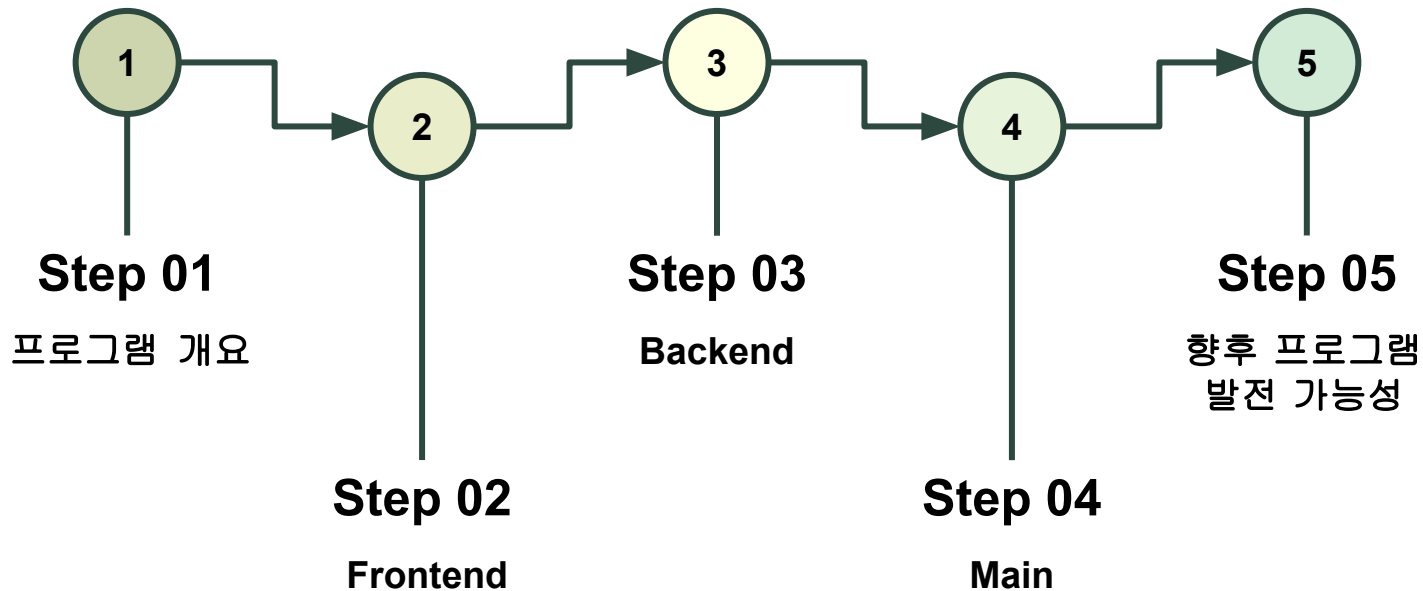 1
2
3
4
5
Step 01
프로그램 개요
Step 02
Frontend
Step 03
Backend
Step 04
Main
Step 05
향후 프로그램
발전 가능성